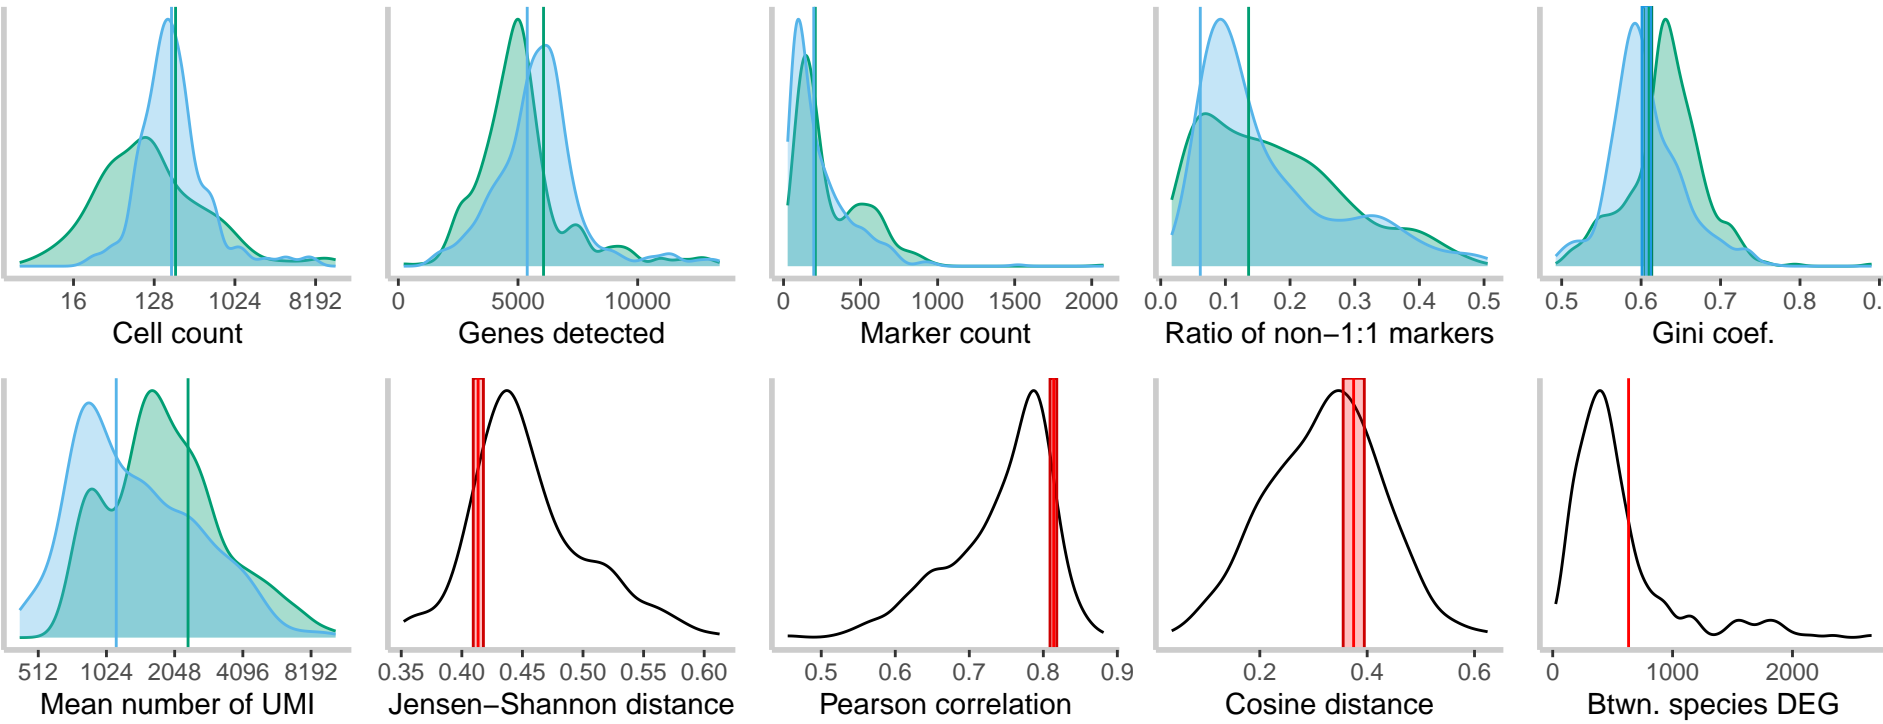 16 128 1024 8192
Cell count
0 5000 10000
Genes detected
0 500 1000 1500 2000
Marker count
0.0 0.1 0.2 0.3 0.4 0.5
Ratio of non−1:1 markers
0.5 0.6 0.7 0.8 0.
Gini coef.
512 1024 2048 4096 8192
Mean number of UMI
0.35 0.40 0.45 0.50 0.55 0.60
Jensen−Shannon distance
0.5 0.6 0.7 0.8 0.9
Pearson correlation
0.2 0.4 0.6
Cosine distance
0 1000 2000
Btwn. species DEG